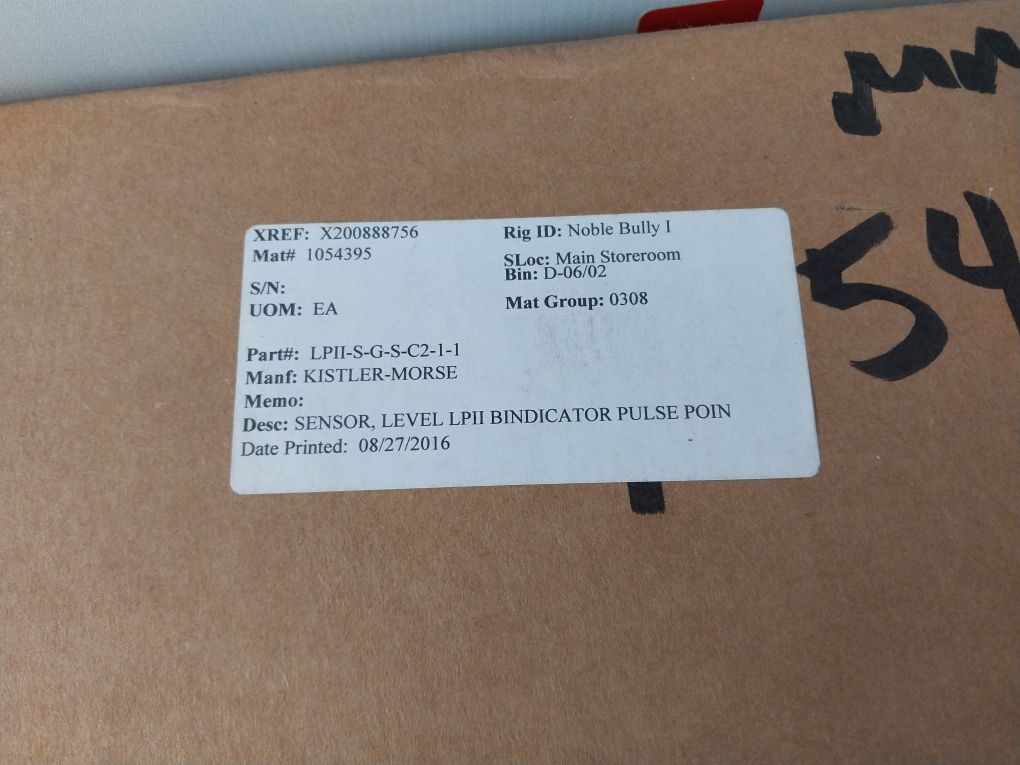 XREF: X200888756
Mat# 1054395
S/N:
UOM: EA
Rig ID: Noble Bully I
SLoc: Main Storeroom
Bin: D-06/02
Mat Group: 0308
Part#: LPII-S-G-S-C2-1-1
Manf: KISTLER-MORSE
Memo:
Desc: SENSOR, LEVEL LPII BINDICATOR PULSE POIN
Date Printed: 08/27/2016
54